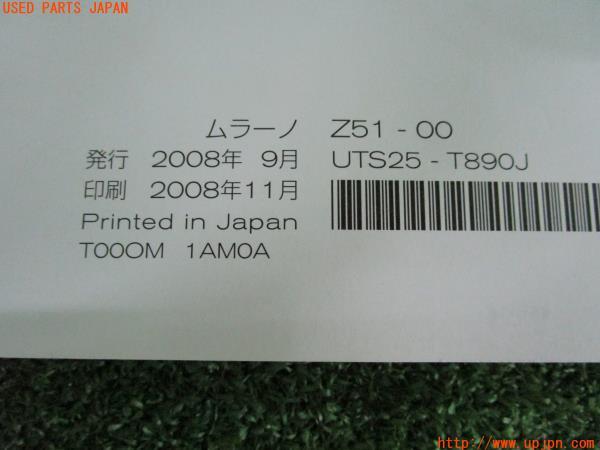 USED PARTS JAPAN
ムラーノ Z51-00
発行 2008年 9月 UTS25-T890J
印刷 2008年11月
Printed in Japan
T00OM 1AM0A
http://www.upjpn.com